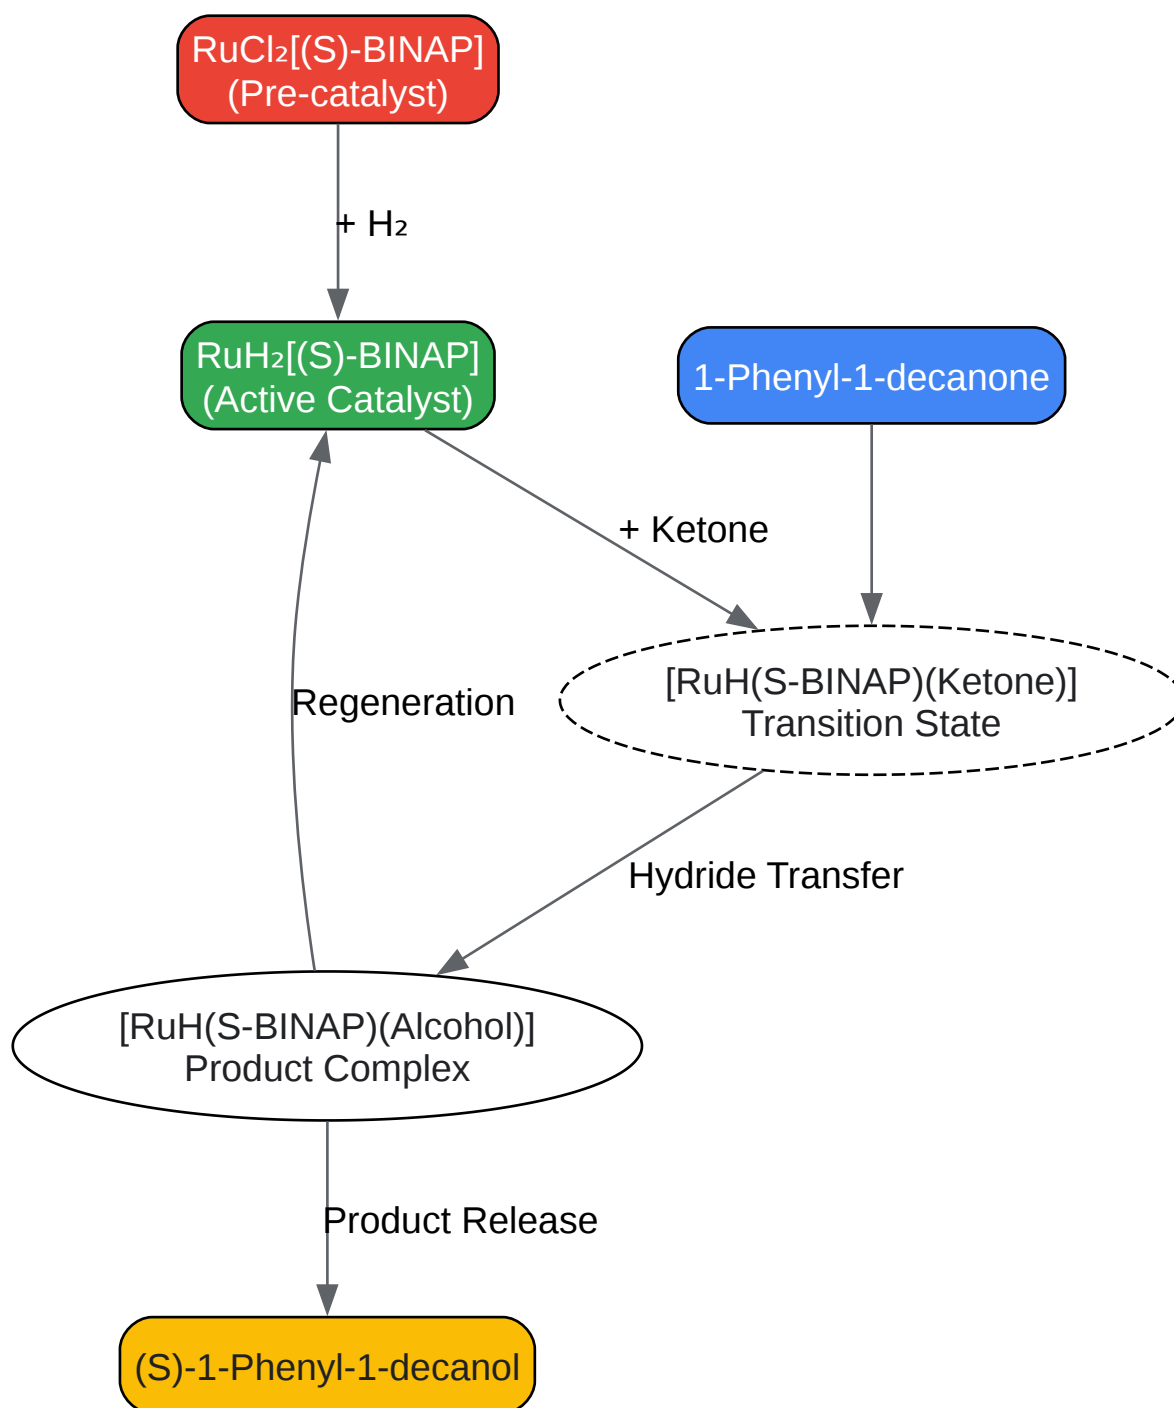 RuCl₂[(S)-BINAP]
(Pre-catalyst)
+ H₂
RuH₂[(S)-BINAP]
(Active Catalyst)
1-Phenyl-1-decanone
+ Ketone
[RuH(S-BINAP)(Ketone)]
Transition State
Regeneration
Hydride Transfer
[RuH(S-BINAP)(Alcohol)]
Product Complex
Product Release
(S)-1-Phenyl-1-decanol